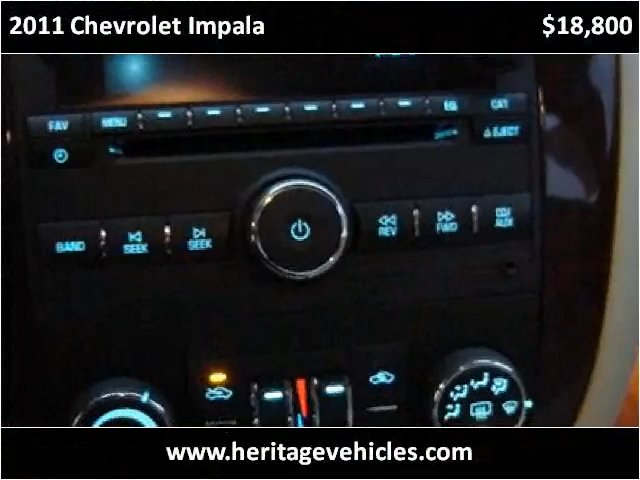 2011 Chevrolet Impala $18,800
FAV MENU EQ CAT
EJECT
BAND SEEK SEEK REV FWD CD/AUX
www.heritagevehicles.com